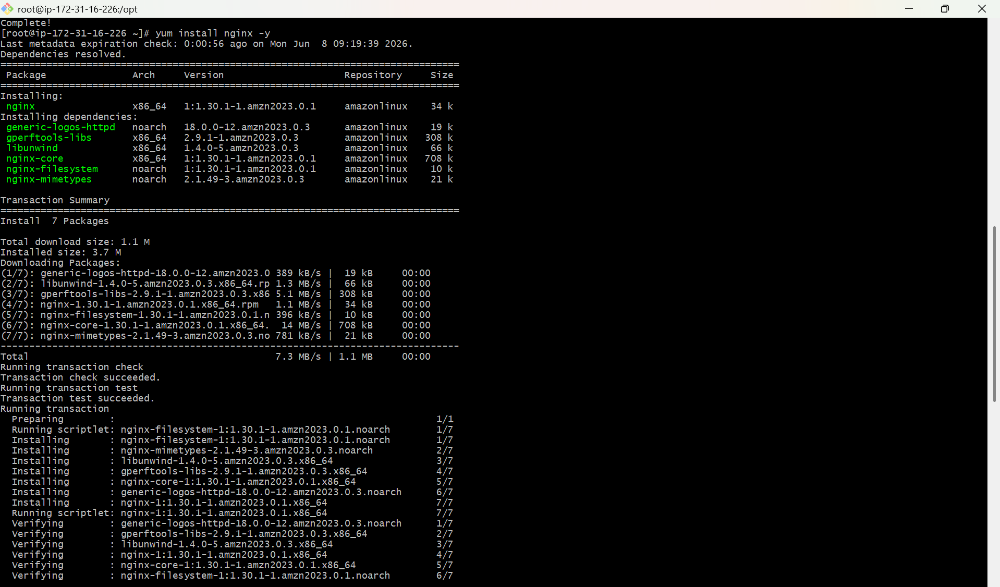 root@ip-172-31-16-226:/opt
Complete!
[root@ip-172-31-16-226 ~]# yum install nginx -y
Last metadata expiration check: 0:00:56 ago on Mon Jun  8 09:19:39 2026.
Dependencies resolved.
================================================================================
 Package               Arch     Version                     Repository     Size
================================================================================
Installing:
 nginx                 x86_64   1:1.30.1-1.amzn2023.0.1     amazonlinux    34 k
Installing dependencies:
 generic-logos-httpd   noarch   18.0.0-12.amzn2023.0.3      amazonlinux    19 k
 gperftools-libs       x86_64   2.9.1-1.amzn2023.0.3        amazonlinux   308 k
 libunwind             x86_64   1.4.0-5.amzn2023.0.3        amazonlinux    66 k
 nginx-core            x86_64   1:1.30.1-1.amzn2023.0.1     amazonlinux   708 k
 nginx-filesystem      noarch   1:1.30.1-1.amzn2023.0.1     amazonlinux    10 k
 nginx-mimetypes       noarch   2.1.49-3.amzn2023.0.3       amazonlinux    21 k

Transaction Summary
================================================================================
Install  7 Packages

Total download size: 1.1 M
Installed size: 3.7 M
Downloading Packages:
(1/7): generic-logos-httpd-18.0.0-12.amzn2023.0 389 kB/s |  19 kB     00:00
(2/7): libunwind-1.4.0-5.amzn2023.0.3.x86_64.rp 1.3 MB/s |  66 kB     00:00
(3/7): gperftools-libs-2.9.1-1.amzn2023.0.3.x86 5.1 MB/s | 308 kB     00:00
(4/7): nginx-1.30.1-1.amzn2023.0.1.x86_64.rpm   1.1 MB/s |  34 kB     00:00
(5/7): nginx-filesystem-1.30.1-1.amzn2023.0.1.n 396 kB/s |  10 kB     00:00
(6/7): nginx-core-1.30.1-1.amzn2023.0.1.x86_64.  14 MB/s | 708 kB     00:00
(7/7): nginx-mimetypes-2.1.49-3.amzn2023.0.3.no 781 kB/s |  21 kB     00:00
--------------------------------------------------------------------------------
Total                                           7.3 MB/s | 1.1 MB     00:00
Running transaction check
Transaction check succeeded.
Running transaction test
Transaction test succeeded.
Running transaction
  Preparing        :                                                        1/1
  Running scriptlet: nginx-filesystem-1:1.30.1-1.amzn2023.0.1.noarch        1/7
  Installing       : nginx-filesystem-1:1.30.1-1.amzn2023.0.1.noarch        1/7
  Installing       : nginx-mimetypes-2.1.49-3.amzn2023.0.3.noarch           2/7
  Installing       : libunwind-1.4.0-5.amzn2023.0.3.x86_64                  3/7
  Installing       : gperftools-libs-2.9.1-1.amzn2023.0.3.x86_64            4/7
  Installing       : nginx-core-1:1.30.1-1.amzn2023.0.1.x86_64              5/7
  Installing       : generic-logos-httpd-18.0.0-12.amzn2023.0.3.noarch      6/7
  Installing       : nginx-1:1.30.1-1.amzn2023.0.1.x86_64                   7/7
  Running scriptlet: nginx-1:1.30.1-1.amzn2023.0.1.x86_64                   7/7
  Verifying        : generic-logos-httpd-18.0.0-12.amzn2023.0.3.noarch      1/7
  Verifying        : gperftools-libs-2.9.1-1.amzn2023.0.3.x86_64            2/7
  Verifying        : libunwind-1.4.0-5.amzn2023.0.3.x86_64                  3/7
  Verifying        : nginx-1:1.30.1-1.amzn2023.0.1.x86_64                   4/7
  Verifying        : nginx-core-1:1.30.1-1.amzn2023.0.1.x86_64              5/7
  Verifying        : nginx-filesystem-1:1.30.1-1.amzn2023.0.1.noarch        6/7